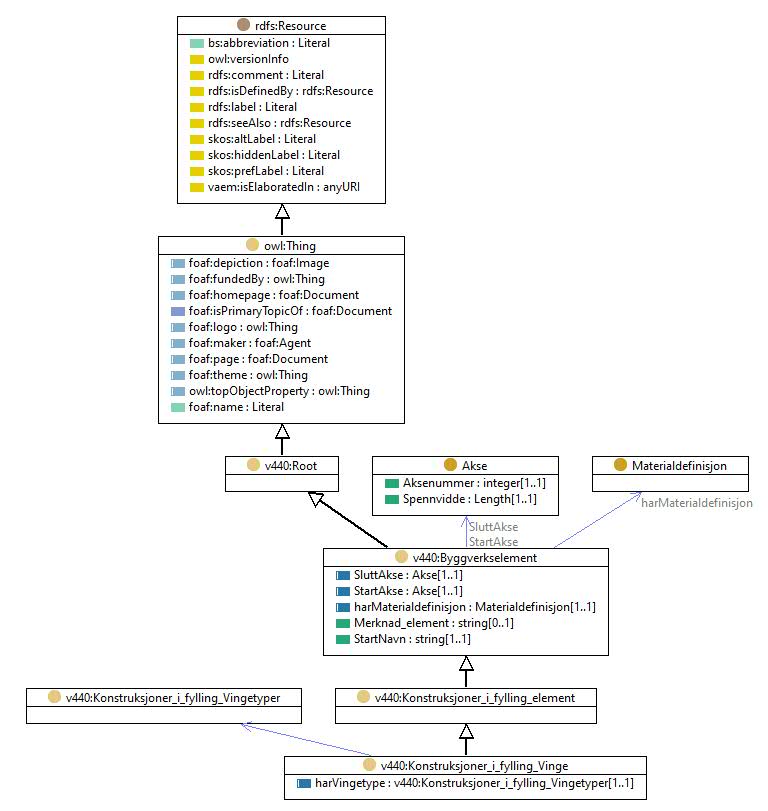 rdfs:Resource
bs:abbreviation : Literal
owl:versionInfo
rdfs:comment : Literal
rdfs:isDefinedBy : rdfs:Resource
rdfs:label : Literal
rdfs:seeAlso : rdfs:Resource
skos:altLabel : Literal
skos:hiddenLabel : Literal
skos:prefLabel : Literal
vaem:isElaboratedIn : anyURI
owl:Thing
foaf:depiction : foaf:Image
foaf:fundedBy : owl:Thing
foaf:homepage : foaf:Document
foaf:isPrimaryTopicOf : foaf:Document
foaf:logo : owl:Thing
foaf:maker : foaf:Agent
foaf:page : foaf:Document
foaf:theme : owl:Thing
owl:topObjectProperty : owl:Thing
foaf:name : Literal
v440:Root
Akse
Aksenummer : integer[1..1]
Spennvidde : Length[1..1]
Materialdefinisjon
harMaterialdefinisjon
SluttAkse
StartAkse
v440:Byggverkselement
SluttAkse : Akse[1..1]
StartAkse : Akse[1..1]
harMaterialdefinisjon : Materialdefinisjon[1..1]
Merknad_element : string[0..1]
StartNavn : string[1..1]
v440:Konstruksjoner_i_fylling_Vingetyper
v440:Konstruksjoner_i_fylling_element
v440:Konstruksjoner_i_fylling_Vinge
harVingetype : v440:Konstruksjoner_i_fylling_Vingetyper[1..1]